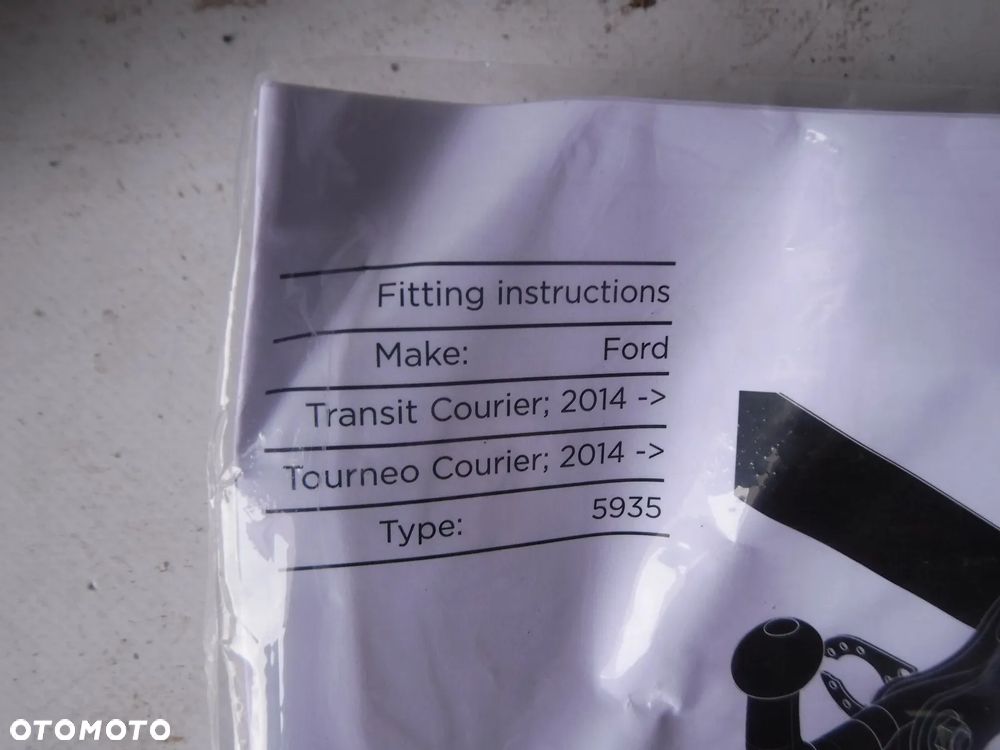 Fitting instructions
Make: Ford
Transit Courier; 2014 ->
Tourneo Courier; 2014 ->
Type: 5935
OTOMOTO